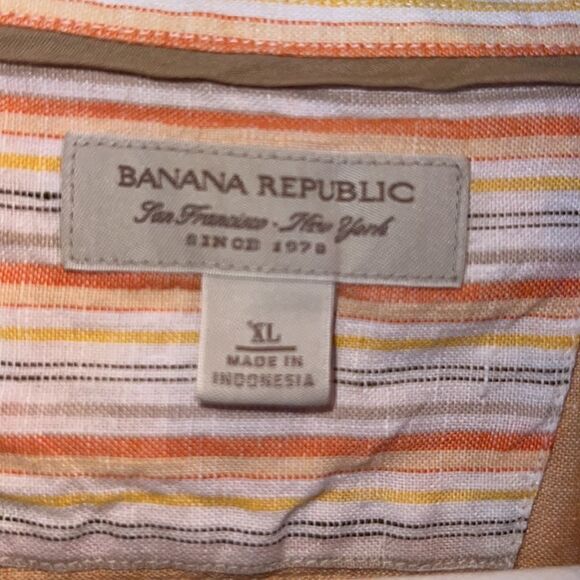 BANANA REPUBLIC
San Francisco - New York
SINCE 1978
XL
MADE IN
INDONESIA